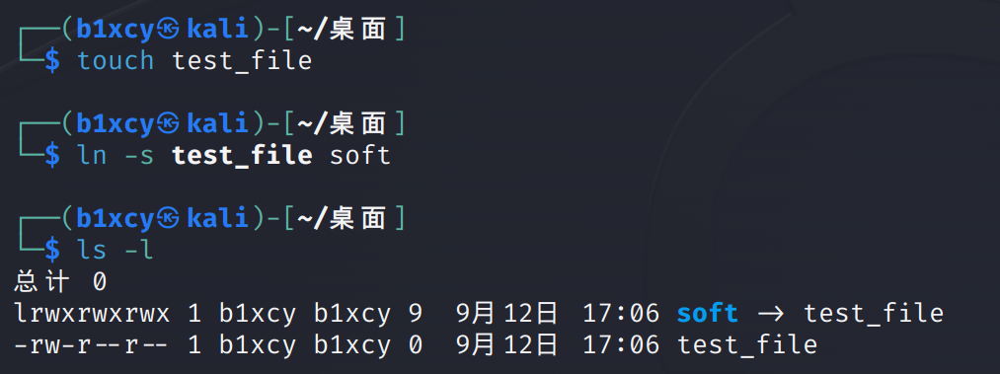 ┌──(b1xcy㉿kali)-[~/桌面]
└─$ touch test_file
┌──(b1xcy㉿kali)-[~/桌面]
└─$ ln -s test_file soft
┌──(b1xcy㉿kali)-[~/桌面]
└─$ ls -l
总计 0
lrwxrwxrwx 1 b1xcy b1xcy 9  9月12日 17:06 soft -> test_file
-rw-r--r-- 1 b1xcy b1xcy 0  9月12日 17:06 test_file